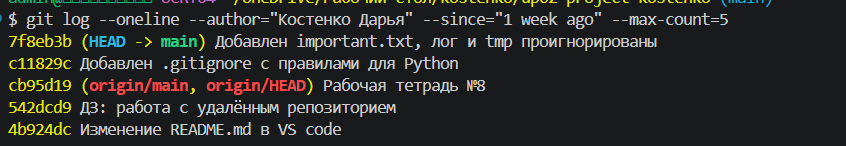 $ git log --oneline --author="Костенко Дарья" --since="1 week ago" --max-count=5
7f8eb3b (HEAD -> main) Добавлен important.txt, лог и tmp проигнорированы
c11829c Добавлен .gitignore с правилами для Python
cb95d19 (origin/main, origin/HEAD) Рабочая тетрадь №8
542dcd9 ДЗ: работа с удалённым репозиторием
4b924dc Изменение README.md в VS code